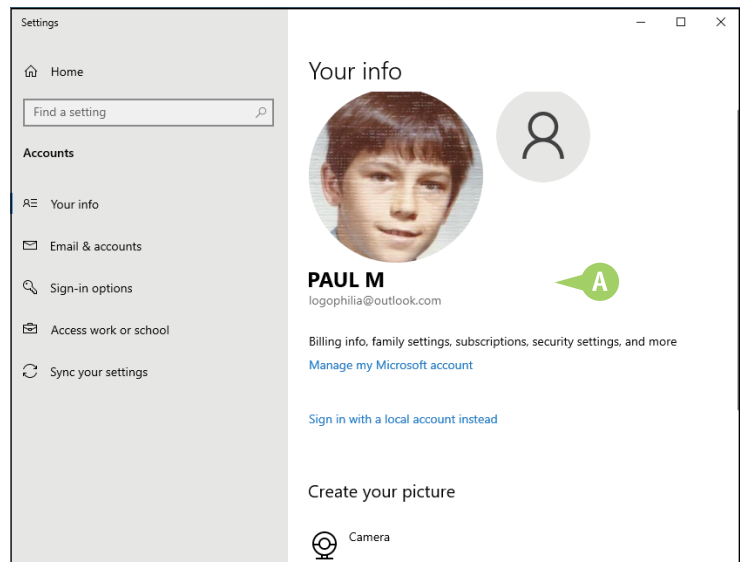 Settings
Home
Find a setting
Accounts
Your info
Email & accounts
Sign-in options
Access work or school
Sync your settings
Your info
PAUL M
A
logophilia@outlook.com
Billing info, family settings, subscriptions, security settings, and more
Manage my Microsoft account
Sign in with a local account instead
Create your picture
Camera